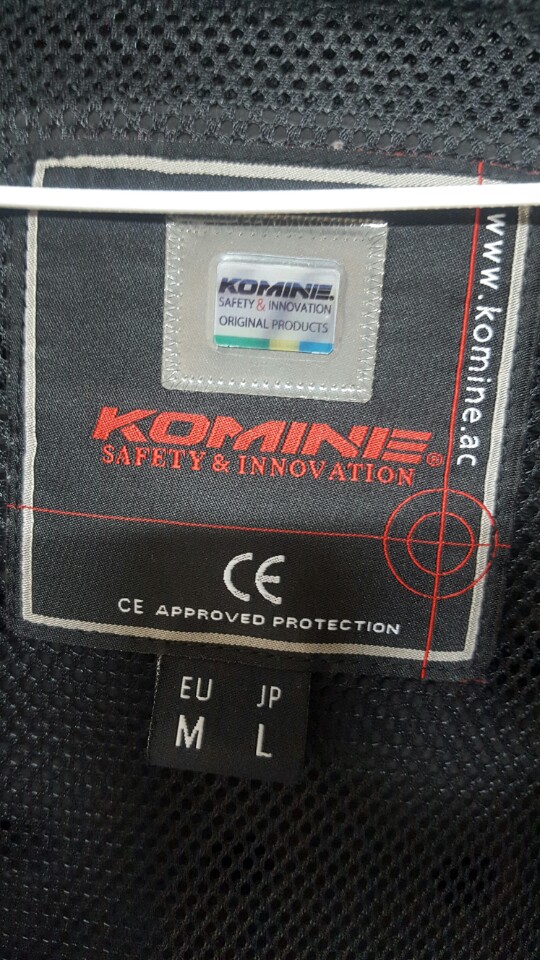 KOMINE.
SAFETY & INNOVATION
ORIGINAL PRODUCTS
www.komine.ac
KOMINE®
SAFETY & INNOVATION
CE
CE APPROVED PROTECTION
EU JP
M L